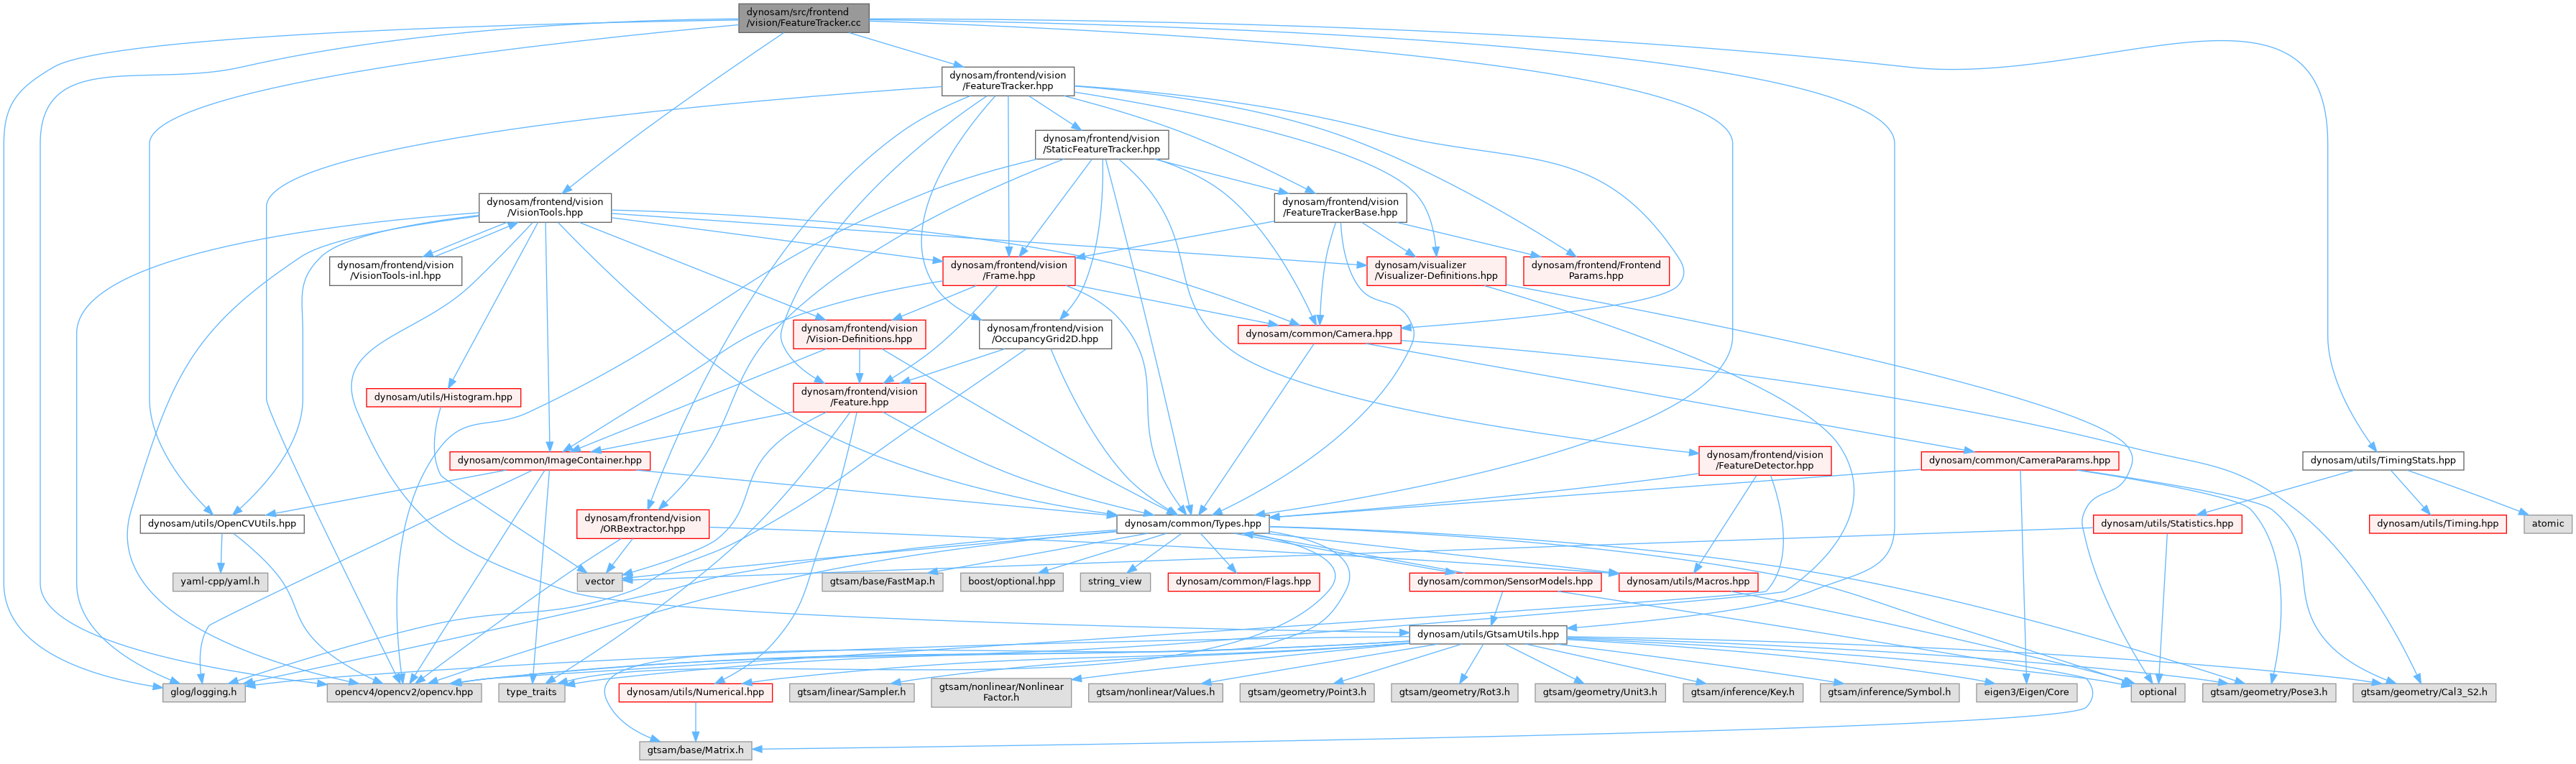 dynosam/src/frontend
/vision/FeatureTracker.cc
dynosam/frontend/vision
/FeatureTracker.hpp
dynosam/frontend/vision
/StaticFeatureTracker.hpp
dynosam/frontend/vision
/VisionTools.hpp
dynosam/frontend/vision
/FeatureTrackerBase.hpp
dynosam/frontend/vision
/VisionTools-inl.hpp
dynosam/frontend/vision
/Frame.hpp
dynosam/visualizer
/Visualizer-Definitions.hpp
dynosam/frontend/Frontend
Params.hpp
dynosam/frontend/vision
/Vision-Definitions.hpp
dynosam/frontend/vision
/OccupancyGrid2D.hpp
dynosam/common/Camera.hpp
dynosam/utils/Histogram.hpp
dynosam/frontend/vision
/Feature.hpp
dynosam/common/ImageContainer.hpp
dynosam/frontend/vision
/FeatureDetector.hpp
dynosam/common/CameraParams.hpp
dynosam/utils/TimingStats.hpp
dynosam/utils/OpenCVUtils.hpp
dynosam/frontend/vision
/ORBextractor.hpp
dynosam/common/Types.hpp
dynosam/utils/Statistics.hpp
dynosam/utils/Timing.hpp
atomic
yaml-cpp/yaml.h
vector
gtsam/base/FastMap.h
boost/optional.hpp
string_view
dynosam/common/Flags.hpp
dynosam/common/SensorModels.hpp
dynosam/utils/Macros.hpp
dynosam/utils/GtsamUtils.hpp
glog/logging.h
opencv4/opencv2/opencv.hpp
type_traits
dynosam/utils/Numerical.hpp
gtsam/linear/Sampler.h
gtsam/nonlinear/Nonlinear
Factor.h
gtsam/nonlinear/Values.h
gtsam/geometry/Point3.h
gtsam/geometry/Rot3.h
gtsam/geometry/Unit3.h
gtsam/inference/Key.h
gtsam/inference/Symbol.h
eigen3/Eigen/Core
optional
gtsam/geometry/Pose3.h
gtsam/geometry/Cal3_S2.h
gtsam/base/Matrix.h